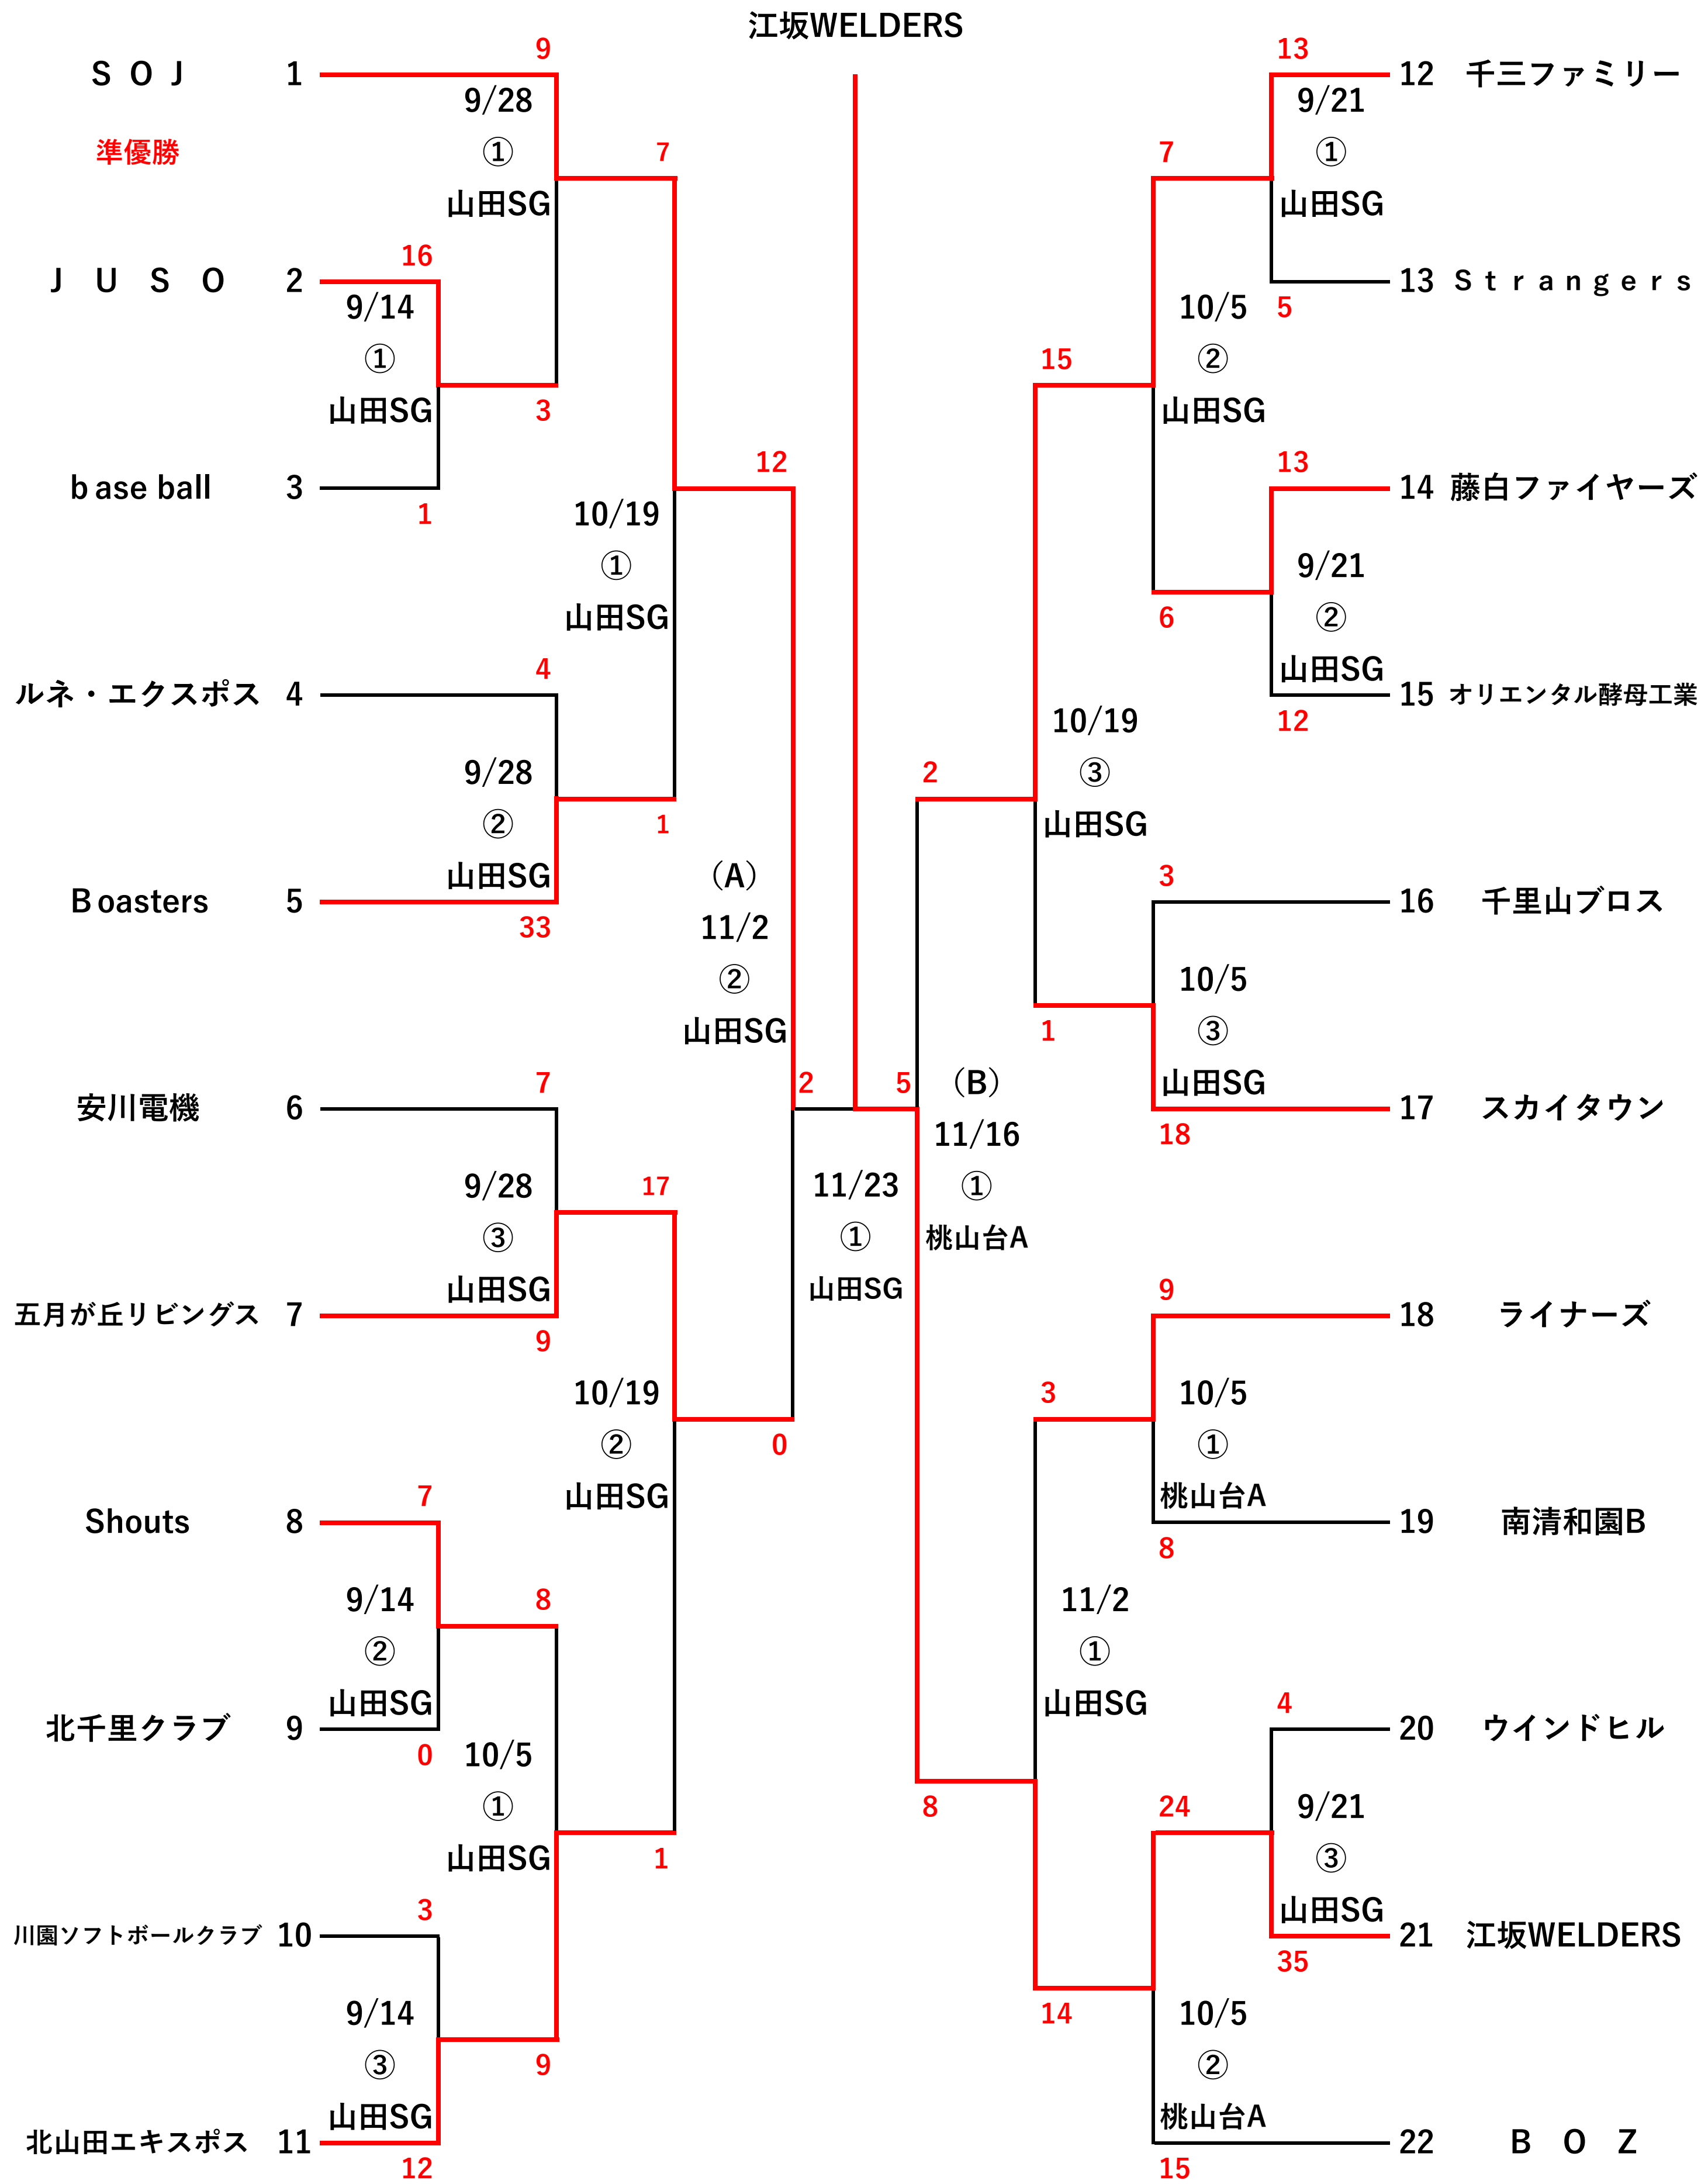 江坂WELDERS
9
13
ＳＯＪ 1
12 千三ファミリー
9/28
9/21
準優勝
①
7
7
①
山田SG
山田SG
16
ＪＵＳＯ 2
13 Ｓｔｒａｎｇｅｒｓ
9/14
10/5
5
①
②
15
山田SG
3
山田SG
12
13
base ball 3
14 藤白ファイヤーズ
1
10/19
①
9/21
山田SG
6
②
4
山田SG
ルネ・エクスポス 4
15 オリエンタル酵母工業
10/19
12
9/28
2
③
②
1
山田SG
山田SG
（A）
3
Boasters 5
16 千里山ブロス
33
11/2
②
10/5
山田SG
1
③
7
2
5
（B）
山田SG
安川電機 6
17 スカイタウン
11/16
18
9/28
17
11/23
①
③
①
桃山台A
山田SG
山田SG
9
五月が丘リビングス 7
18 ライナーズ
9
10/19
3
10/5
②
0
①
7
山田SG
桃山台A
Shouts 8
19 南清和園B
8
9/14
8
11/2
②
①
山田SG
山田SG
4
北千里クラブ 9
20 ウインドヒル
0
10/5
①
8
24
9/21
山田SG
1
③
3
山田SG
川園ソフトボールクラブ 10
21 江坂WELDERS
35
9/14
14
10/5
③
9
②
山田SG
桃山台A
北山田エキスポス 11
22 ＢＯＺ
12
15